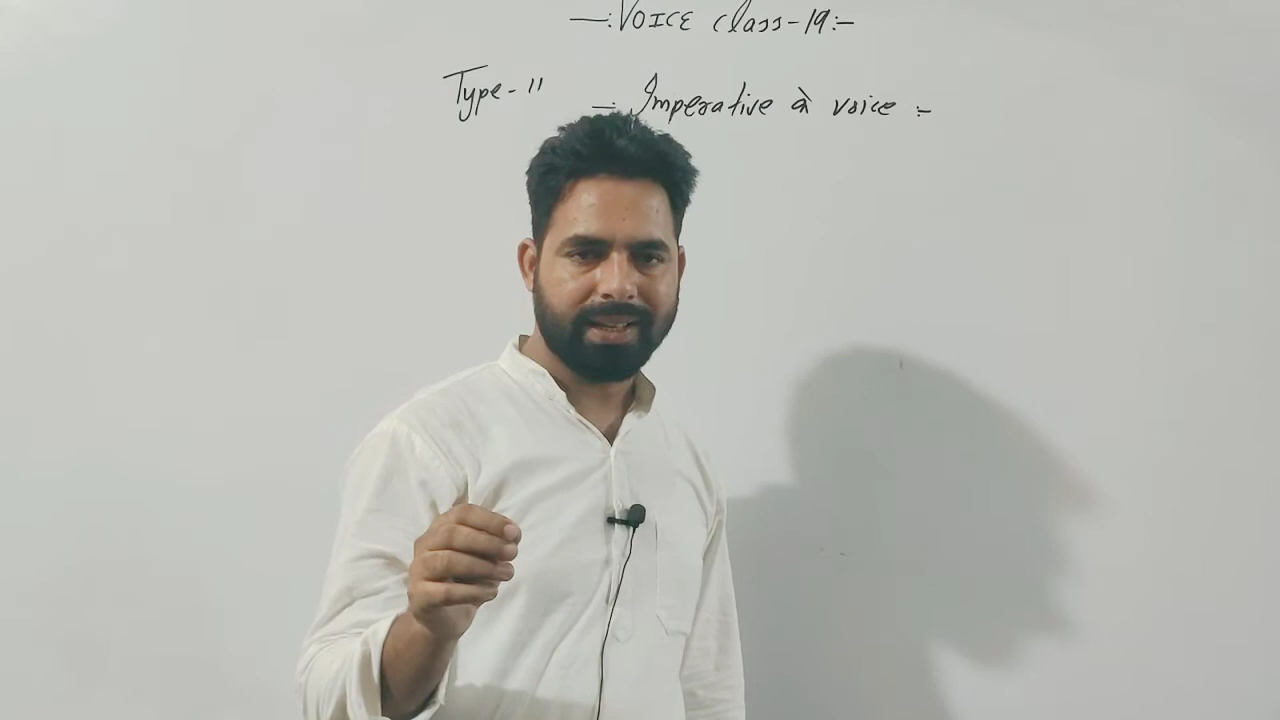 —:VOICE Class-19:-
Type-11 —: Imperative à voice :-